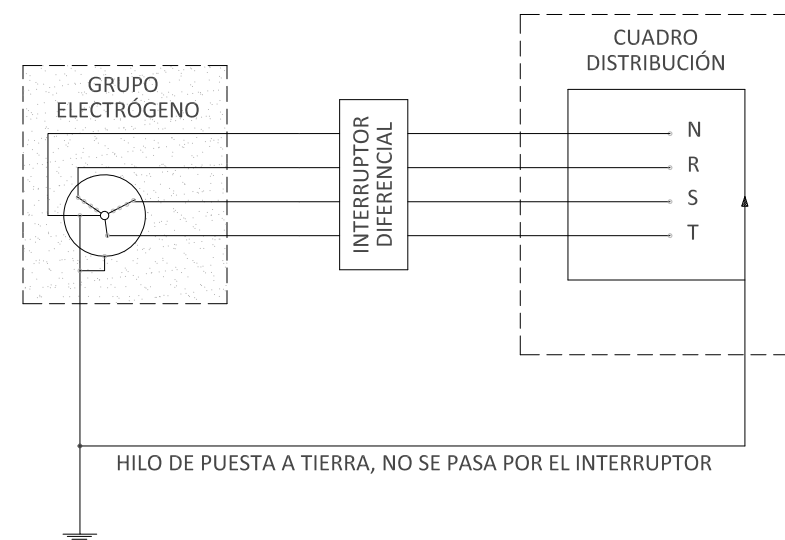 CUADRO
DISTRIBUCIÓN
GRUPO
ELECTRÓGENO
INTERRUPTOR
DIFERENCIAL
N
R
S
T
HILO DE PUESTA A TIERRA, NO SE PASA POR EL INTERRUPTOR